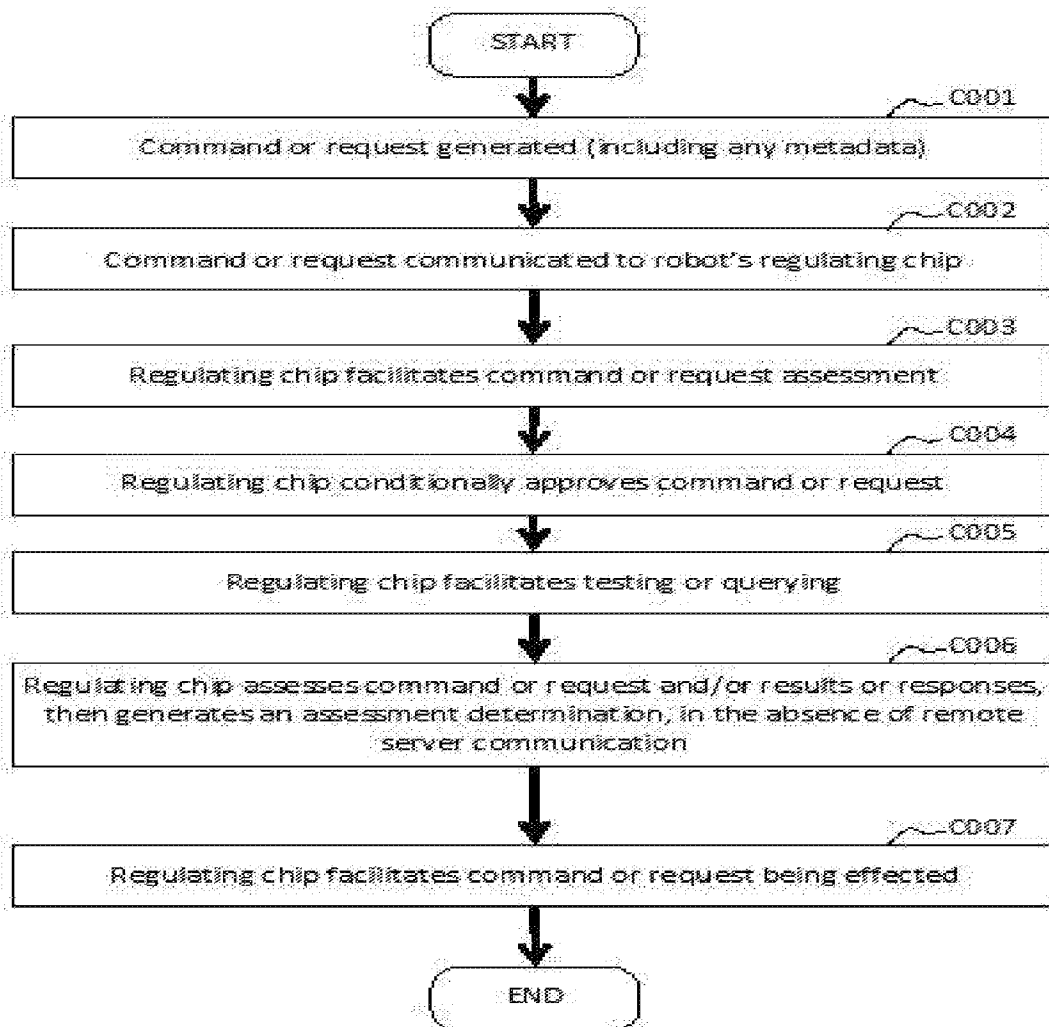 START
C001
Command or request generated (including any metadada)
C002
Command or request communicated to robot's regulating chip
C003
Regulating chip facilitates command or request assessment
C004
Regulating chip conditionally approves command or request
C005
Regulating chip facilitates testing or querying
C006
Regulating chip assesses command or request and/or results or responses,
then generates an assessment determination, in the absence of remote
server communication
C007
Regulating chip facilitates command or request being effected
END